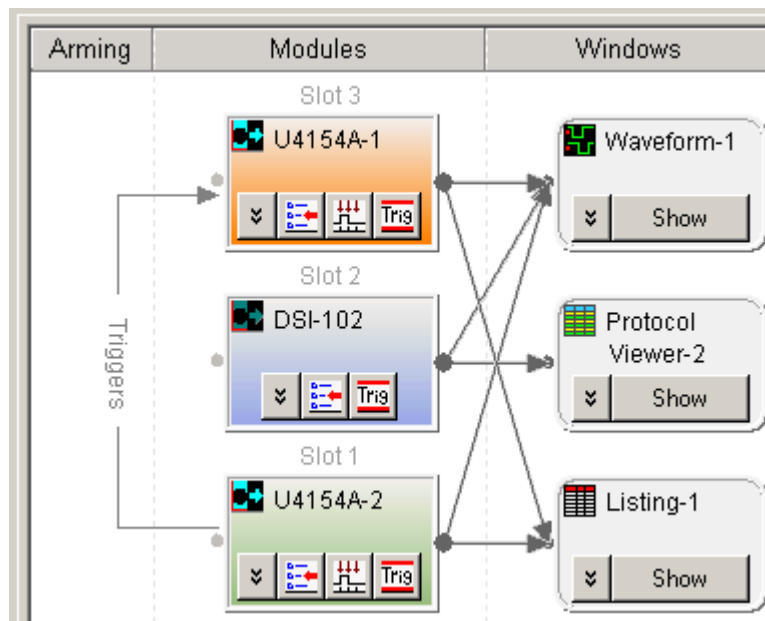 Arming Modules Windows
Slot 3
U4154A-1
Trig
Waveform-1
Show
Slot 2
DSI-102
Trig
Protocol
Viewer-2
Show
Triggers
Slot 1
U4154A-2
Trig
Listing-1
Show